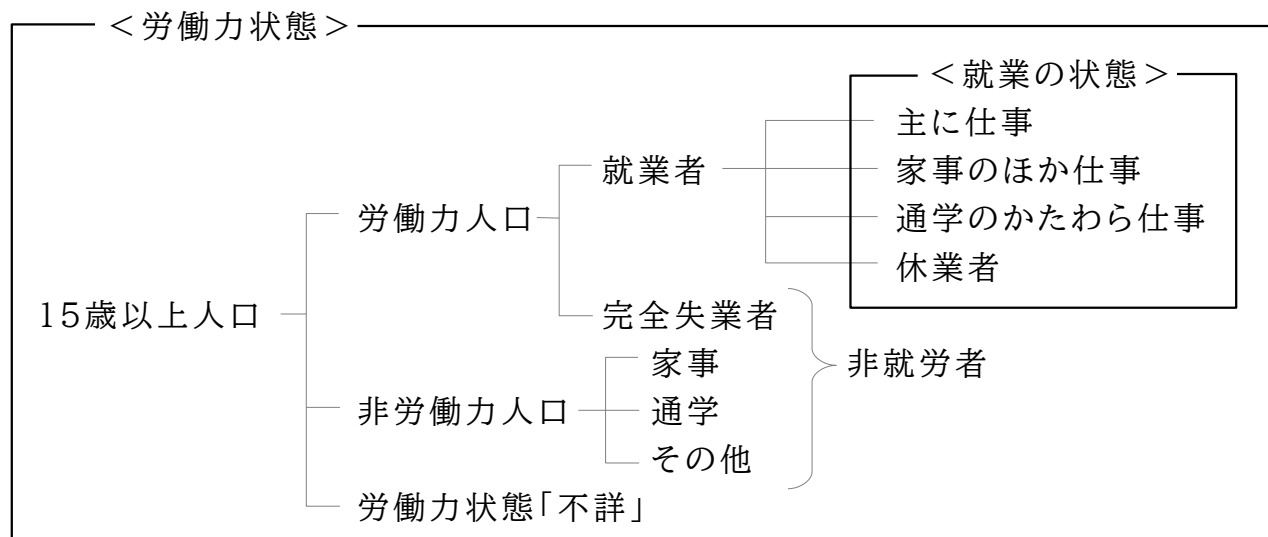 ＜労働力状態＞
＜就業の状態＞
主に仕事
家事のほか仕事
通学のかたわら仕事
休業者
就業者
労働力人口
15歳以上人口
完全失業者
家事
非就労者
非労働力人口
通学
その他
労働力状態「不詳」